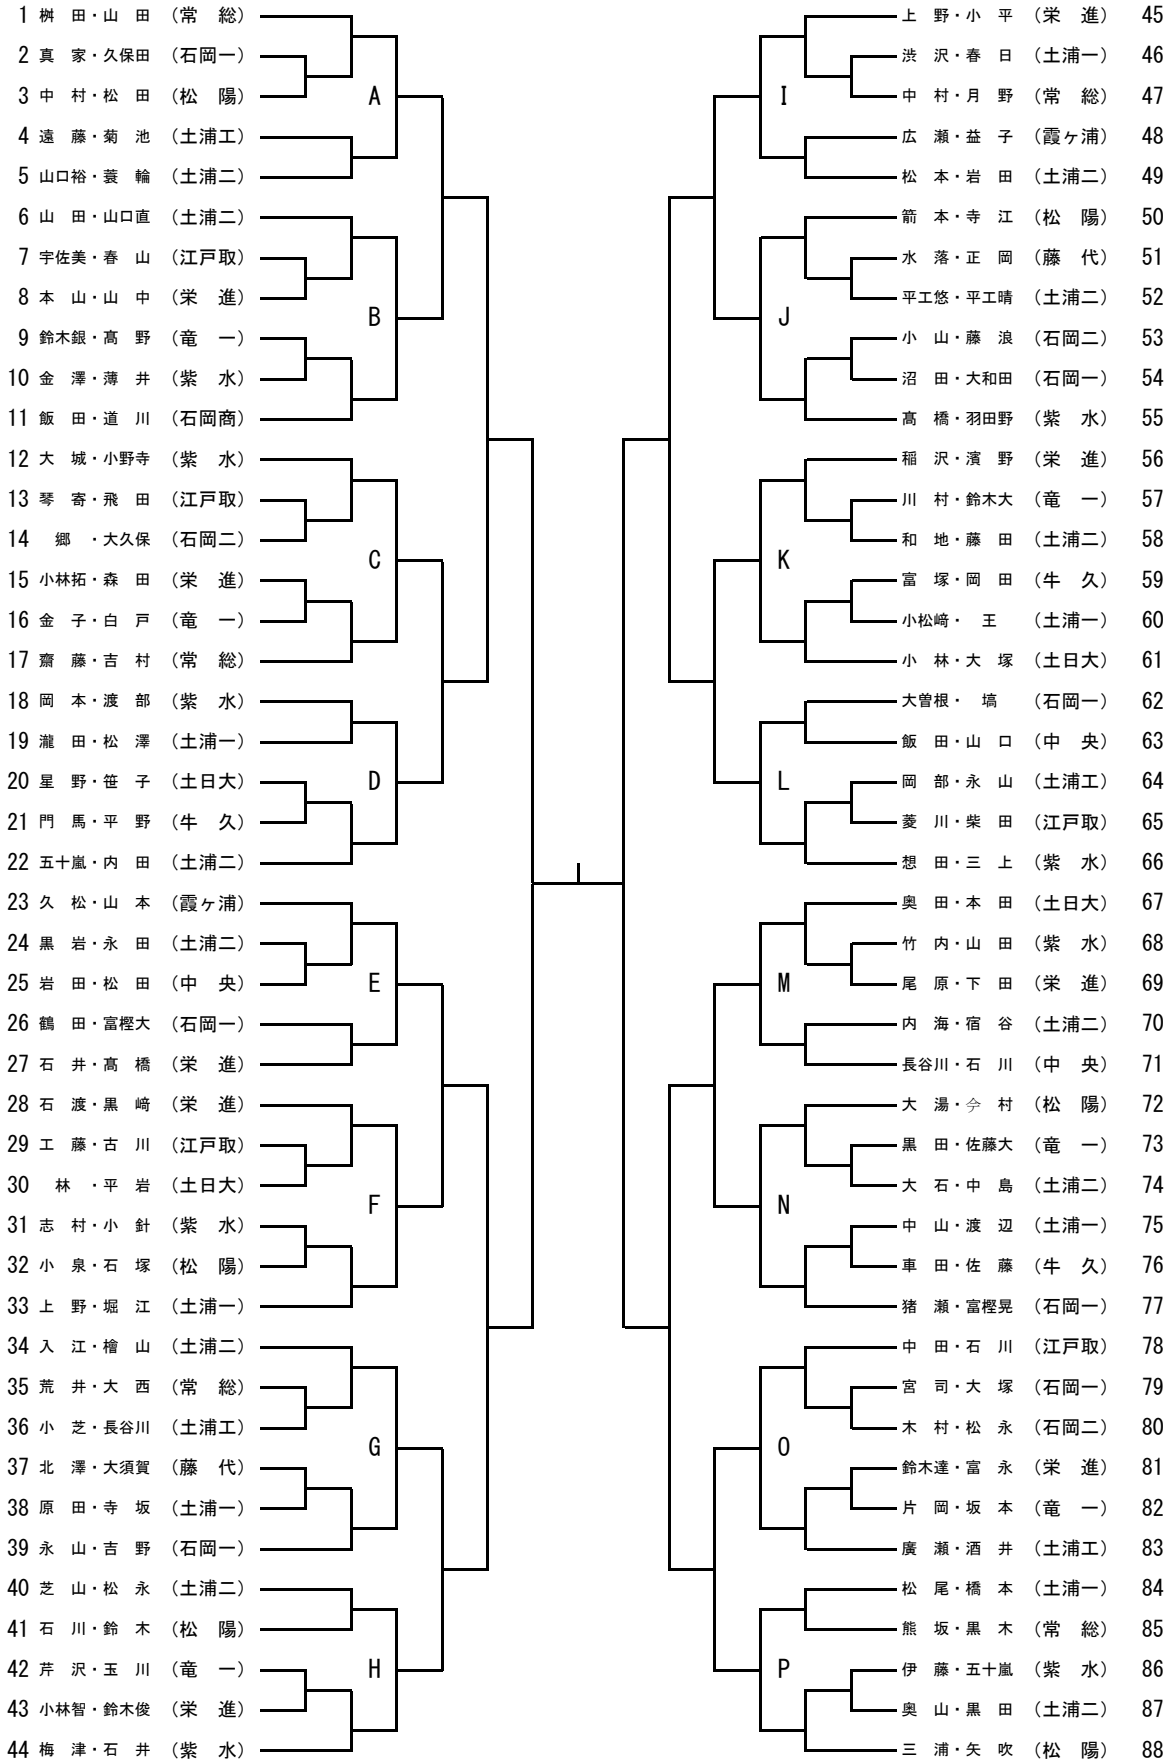 1 桝 田・山 田 （常 総）
2 真 家・久保田 （石岡一）
3 中 村・松 田 （松 陽）
A
4 遠 藤・菊 池 （土浦工）
5 山口裕・蓑 輪 （土浦二）
6 山 田・山口直 （土浦二）
7 宇佐美・春 山 （江戸取）
8 本 山・山 中 （栄 進）
B
9 鈴木銀・髙 野 （竜 一）
10 金 澤・薄 井 （紫 水）
11 飯 田・道 川 （石岡商）
12 大 城・小野寺 （紫 水）
13 琴 寄・飛 田 （江戸取）
14 郷 ・大久保 （石岡二）
C
15 小林拓・森 田 （栄 進）
16 金 子・白 戸 （竜 一）
17 齋 藤・吉 村 （常 総）
18 岡 本・渡 部 （紫 水）
19 瀧 田・松 澤 （土浦一）
20 星 野・笹 子 （土日大）
D
21 門 馬・平 野 （牛 久）
22 五十嵐・内 田 （土浦二）
23 久 松・山 本 （霞ヶ浦）
24 黒 岩・永 田 （土浦二）
25 岩 田・松 田 （中 央）
E
26 鶴 田・富樫大 （石岡一）
27 石 井・髙 橋 （栄 進）
28 石 渡・黒 﨑 （栄 進）
29 工 藤・古 川 （江戸取）
30 林 ・平 岩 （土日大）
F
31 志 村・小 針 （紫 水）
32 小 泉・石 塚 （松 陽）
33 上 野・堀 江 （土浦一）
34 入 江・檜 山 （土浦二）
35 荒 井・大 西 （常 総）
36 小 芝・長谷川 （土浦工）
G
37 北 澤・大須賀 （藤 代）
38 原 田・寺 坂 （土浦一）
39 永 山・吉 野 （石岡一）
40 芝 山・松 永 （土浦二）
41 石 川・鈴 木 （松 陽）
42 芹 沢・玉 川 （竜 一）
H
43 小林智・鈴木俊 （栄 進）
44 梅 津・石 井 （紫 水）
上 野・小 平 （栄 進） 45
渋 沢・春 日 （土浦一） 46
中 村・月 野 （常 総） 47
I
広 瀬・益 子 （霞ヶ浦） 48
松 本・岩 田 （土浦二） 49
箭 本・寺 江 （松 陽） 50
水 落・正 岡 （藤 代） 51
平工悠・平工晴 （土浦二） 52
J
小 山・藤 浪 （石岡二） 53
沼 田・大和田 （石岡一） 54
髙 橋・羽田野 （紫 水） 55
稲 沢・濱 野 （栄 進） 56
川 村・鈴木大 （竜 一） 57
和 地・藤 田 （土浦二） 58
K
富 塚・岡 田 （牛 久） 59
小松﨑・ 王 （土浦一） 60
小 林・大 塚 （土日大） 61
大曽根・ 塙 （石岡一） 62
飯 田・山 口 （中 央） 63
岡 部・永 山 （土浦工） 64
L
菱 川・柴 田 （江戸取） 65
想 田・三 上 （紫 水） 66
奥 田・本 田 （土日大） 67
竹 内・山 田 （紫 水） 68
尾 原・下 田 （栄 進） 69
M
内 海・宿 谷 （土浦二） 70
長谷川・石 川 （中 央） 71
大 湯・今 村 （松 陽） 72
黒 田・佐藤大 （竜 一） 73
大 石・中 島 （土浦二） 74
N
中 山・渡 辺 （土浦一） 75
車 田・佐 藤 （牛 久） 76
猪 瀬・富樫晃 （石岡一） 77
中 田・石 川 （江戸取） 78
宮 司・大 塚 （石岡一） 79
木 村・松 永 （石岡二） 80
O
鈴木達・富 永 （栄 進） 81
片 岡・坂 本 （竜 一） 82
廣 瀬・酒 井 （土浦工） 83
松 尾・橋 本 （土浦一） 84
熊 坂・黒 木 （常 総） 85
伊 藤・五十嵐 （紫 水） 86
P
奥 山・黒 田 （土浦二） 87
三 浦・矢 吹 （松 陽） 88